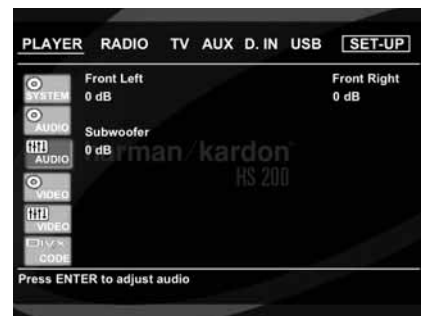 PLAYER RADIO TV AUX D. IN USB SET-UP
Front Left Front Right
0 dB 0 dB
SYSTEM
AUDIO
Subwoofer
0 dB
AUDIO
harman/kardon
HS 200
VIDEO
VIDEO
DIVX
CODE
Press ENTER to adjust audio